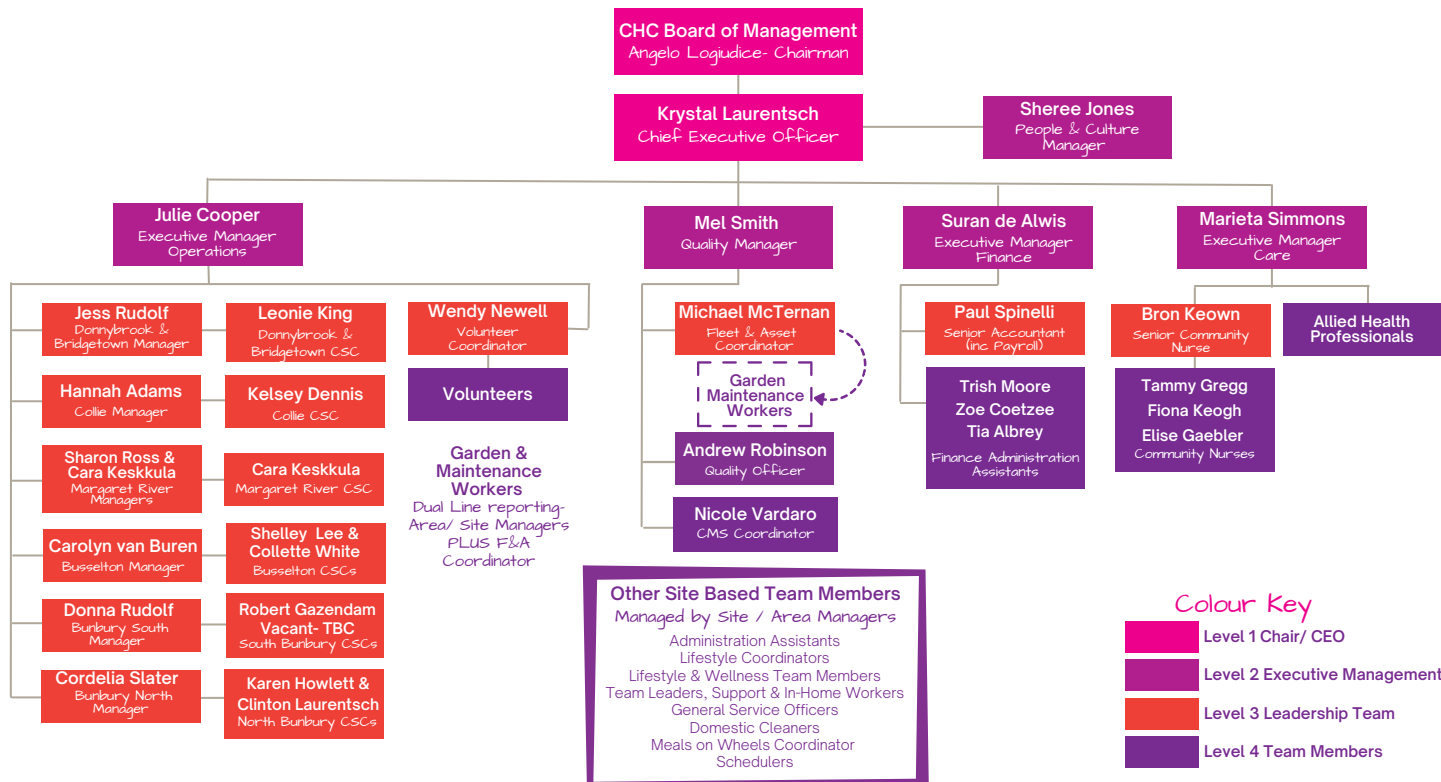 CHC Board of Management
Angelo Logiudice- Chairman
Krystal Laurentsch
Chief Executive Officer
Sheree Jones
People & Culture
Manager
Julie Cooper
Executive Manager
Operations
Mel Smith
Quality Manager
Suran de Alwis
Executive Manager
Finance
Marieta Simmons
Executive Manager
Care
Jess Rudolf
Donnybrook &
Bridgetown Manager
Leonie King
Donnybrook &
Bridgetown CSC
Wendy Newell
Volunteer
Coordinator
Hannah Adams
Collie Manager
Kelsey Dennis
Collie CSC
Volunteers
Sharon Ross &
Cara Keskkula
Margaret River
Managers
Cara Keskkula
Margaret River CSC
Garden &
Maintenance
Workers
Dual Line reporting-
Area/ Site Managers
PLUS F&A
Coordinator
Carolyn van Buren
Busselton Manager
Shelley Lee &
Collette White
Busselton CSCs
Donna Rudolf
Bunbury South
Manager
Robert Gazendam
Vacant- TBC
South Bunbury CSCs
Cordelia Slater
Bunbury North
Manager
Karen Howlett &
Clinton Laurentsch
North Bunbury CSCs
Michael McTernan
Fleet & Asset
Coordinator
Garden
Maintenance
Workers
Andrew Robinson
Quality Officer
Nicole Vardaro
CMS Coordinator
Paul Spinelli
Senior Accountant
(inc Payroll)
Trish Moore
Zoe Coetzee
Tia Albrey
Finance Administration
Assistants
Bron Keown
Senior Community
Nurse
Allied Health
Professionals
Tammy Gregg
Fiona Keogh
Elise Gaebler
Community Nurses
Other Site Based Team Members
Managed by Site / Area Managers
Administration Assistants
Lifestyle Coordinators
Lifestyle & Wellness Team Members
Team Leaders, Support & In-Home Workers
General Service Officers
Domestic Cleaners
Meals on Wheels Coordinator
Schedulers
Colour Key
Level 1 Chair/ CEO
Level 2 Executive Management
Level 3 Leadership Team
Level 4 Team Members